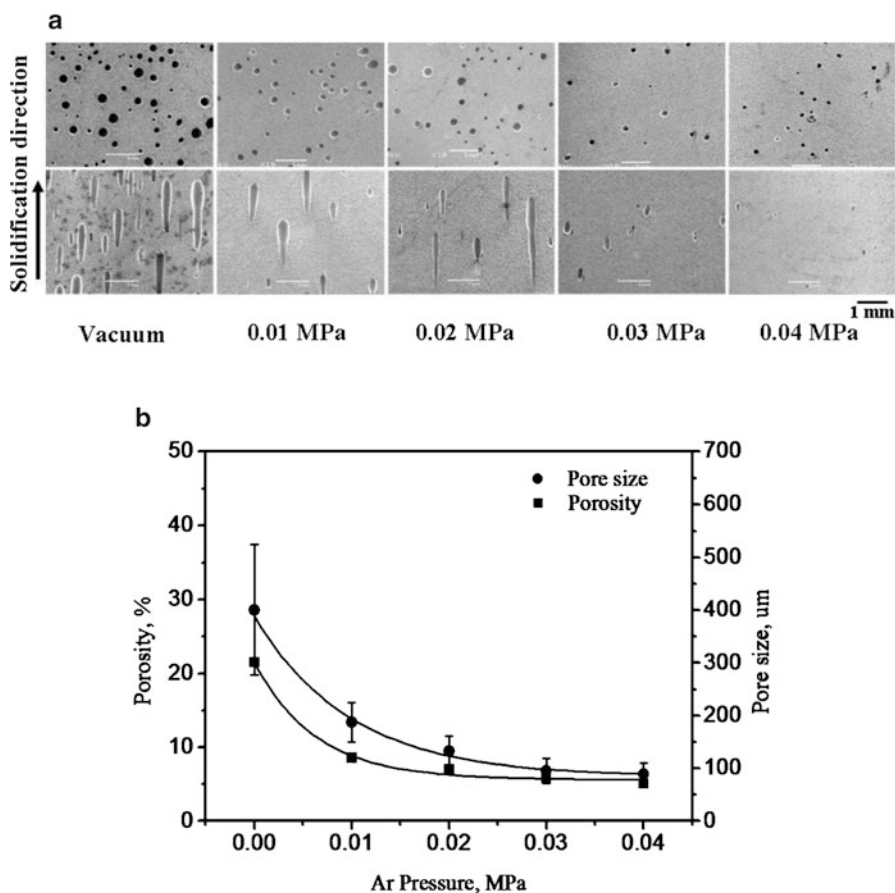 a
Solidification direction
Vacuum
0.01 MPa
0.02 MPa
0.03 MPa
0.04 MPa
1 mm
b
Porosity, %
50
40
30
20
10
0
Pore size
Porosity
700
600
500
400
300
200
100
0
Pore size, um
0.00
0.01
0.02
0.03
0.04
Ar Pressure, MPa